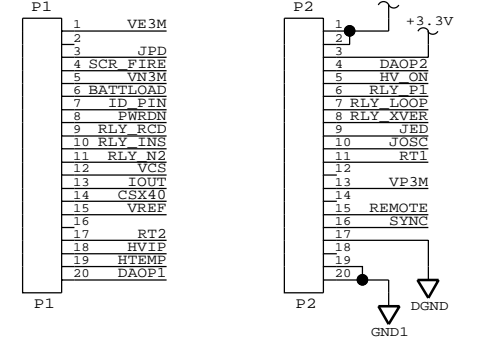 P1
1 VE3M
2
3 JPD
4 SCR_FIRE
5 VN3M
6 BATTLOAD
7 ID_PIN
8 PWRDN
9 RLY_RCD
10 RLY_INS
11 RLY_N2
12 VCS
13 IOUT
14 CSX40
15 VREF
16
17 RT2
18 HVIP
19 HTEMP
20 DAOP1
P1
P2
+3.3V
1
2
3
4 DAOP2
5 HV_ON
6 RLY_P1
7 RLY_LOOP
8 RLY_XVER
9 JED
10 JOSC
11 RT1
12
13 VP3M
14
15 REMOTE
16 SYNC
17
18
19
20
P2
DGND
GND1